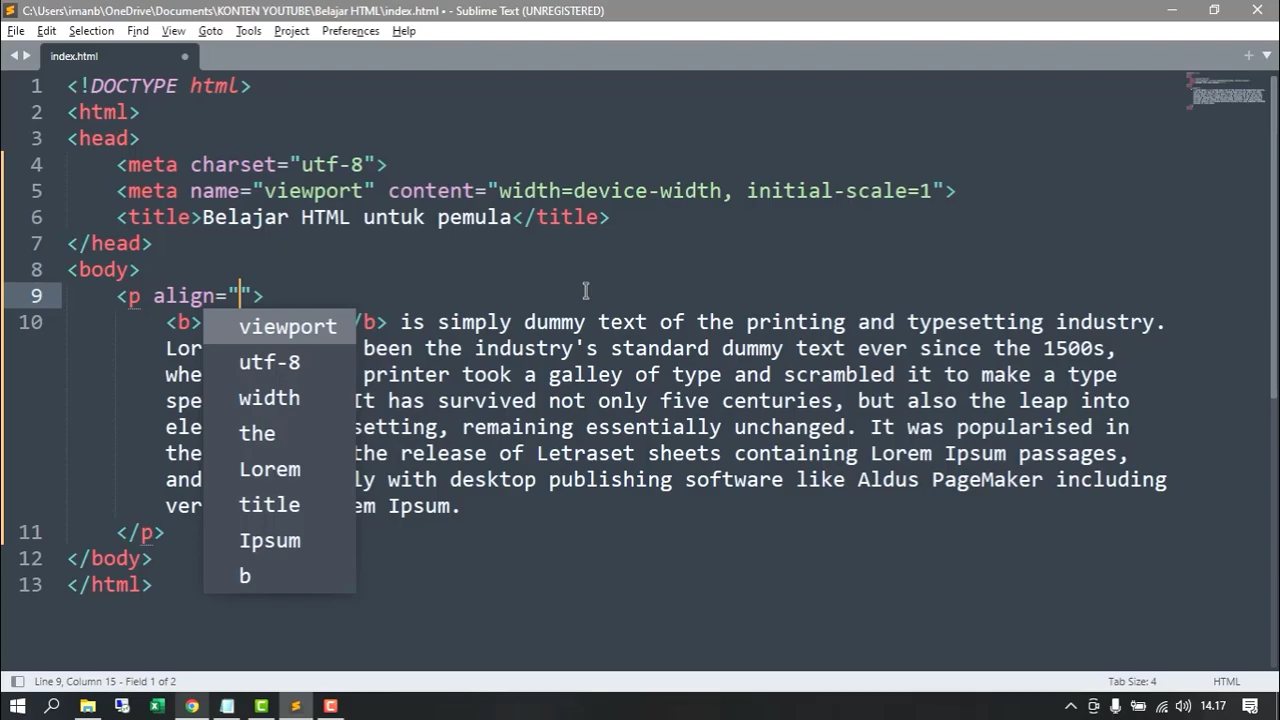 C:\Users\imanb\OneDrive\Documents\KONTEN YOUTUBE\Belajar HTML\index.html • - Sublime Text (UNREGISTERED)
File Edit Selection Find View Goto Tools Project Preferences Help
index.html
1 <!DOCTYPE html>
2 <html>
3 <head>
4 <meta charset="utf-8">
5 <meta name="viewport" content="width=device-width, initial-scale=1">
6 <title>Belajar HTML untuk pemula</title>
7 </head>
8 <body>
9 <p align="">
10 <b> /b> is simply dummy text of the printing and typesetting industry.
Lor been the industry's standard dummy text ever since the 1500s,
whe printer took a galley of type and scrambled it to make a type
spe It has survived not only five centuries, but also the leap into
ele setting, remaining essentially unchanged. It was popularised in
the the release of Letraset sheets containing Lorem Ipsum passages,
and ly with desktop publishing software like Aldus PageMaker including
ver em Ipsum.
11 </p>
12 </body>
13 </html>
viewport
utf-8
width
the
Lorem
title
Ipsum
b
Line 9, Column 15 - Field 1 of 2 Tab Size: 4 HTML
14.17